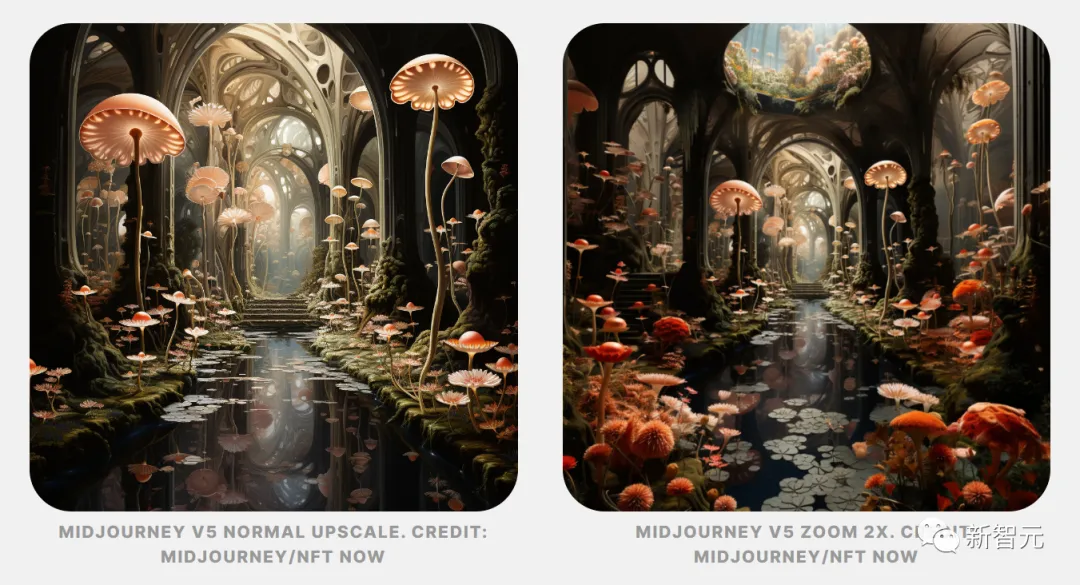 MIDJOURNEY V5 NORMAL UPSCALE. CREDIT:
MIDJOURNEY/NFT NOW
MIDJOURNEY V5 ZOOM 2X.
MIDJOURNEY/NFT NOW
新智元